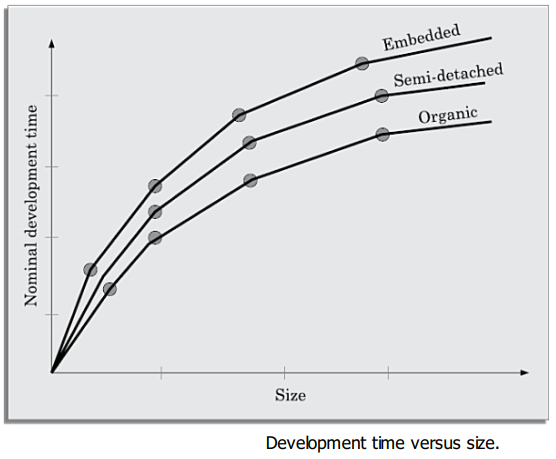 Embedded
Semi-detached
Organic
Nominal development time
Size
Development time versus size.